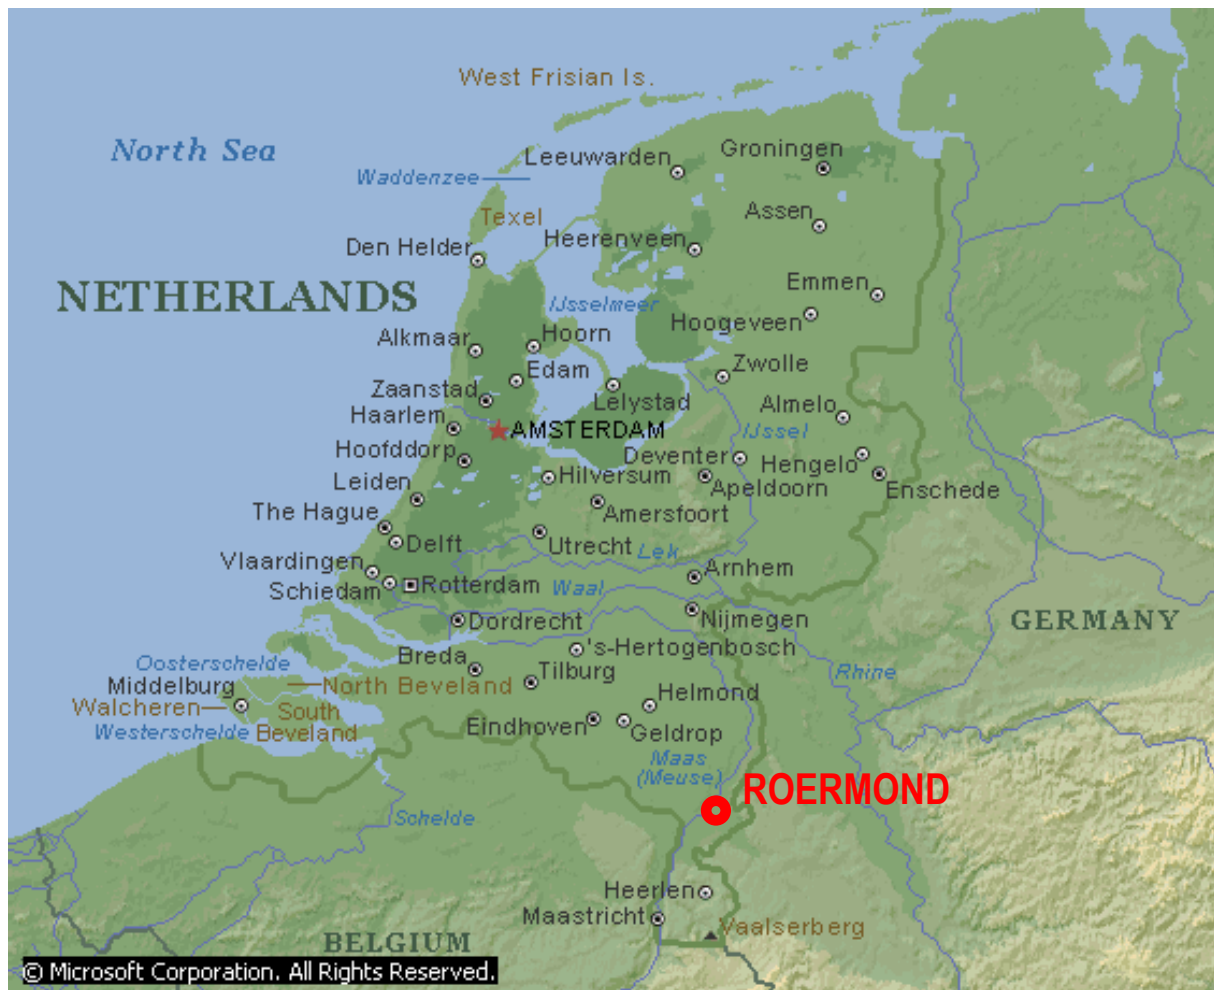 West Frisian Is.
North Sea
Leeuwarden
Groningen
Waddenzee
Texel
Assen
Den Helder
Heerenveen
NETHERLANDS
Emmen
IJsselmeer
Hoogeveen
Alkmaar
Hoorn
Edam
Zwolle
Zaanstad
Lelystad
Haarlem
Almelo
AMSTERDAM
IJssel
Hoofddorp
Deventer
Hengelo
Leiden
Hilversum
Apeldoorn
Enschede
The Hague
Amersfoort
Delft
Utrecht
Lek
Vlaardingen
Arnhem
Schiedam
Rotterdam
Waal
Dordrecht
Nijmegen
GERMANY
's-Hertogenbosch
Oosterschelde
Breda
Tilburg
Rhine
Middelburg
North Beveland
Helmond
Walcheren
South
Beveland
Westerschelde
Eindhoven
Geldrop
Maas
(Meuse)
ROERMOND
Schelde
Heerlen
Maastricht
Vaalserberg
BELGIUM
© Microsoft Corporation. All Rights Reserved.